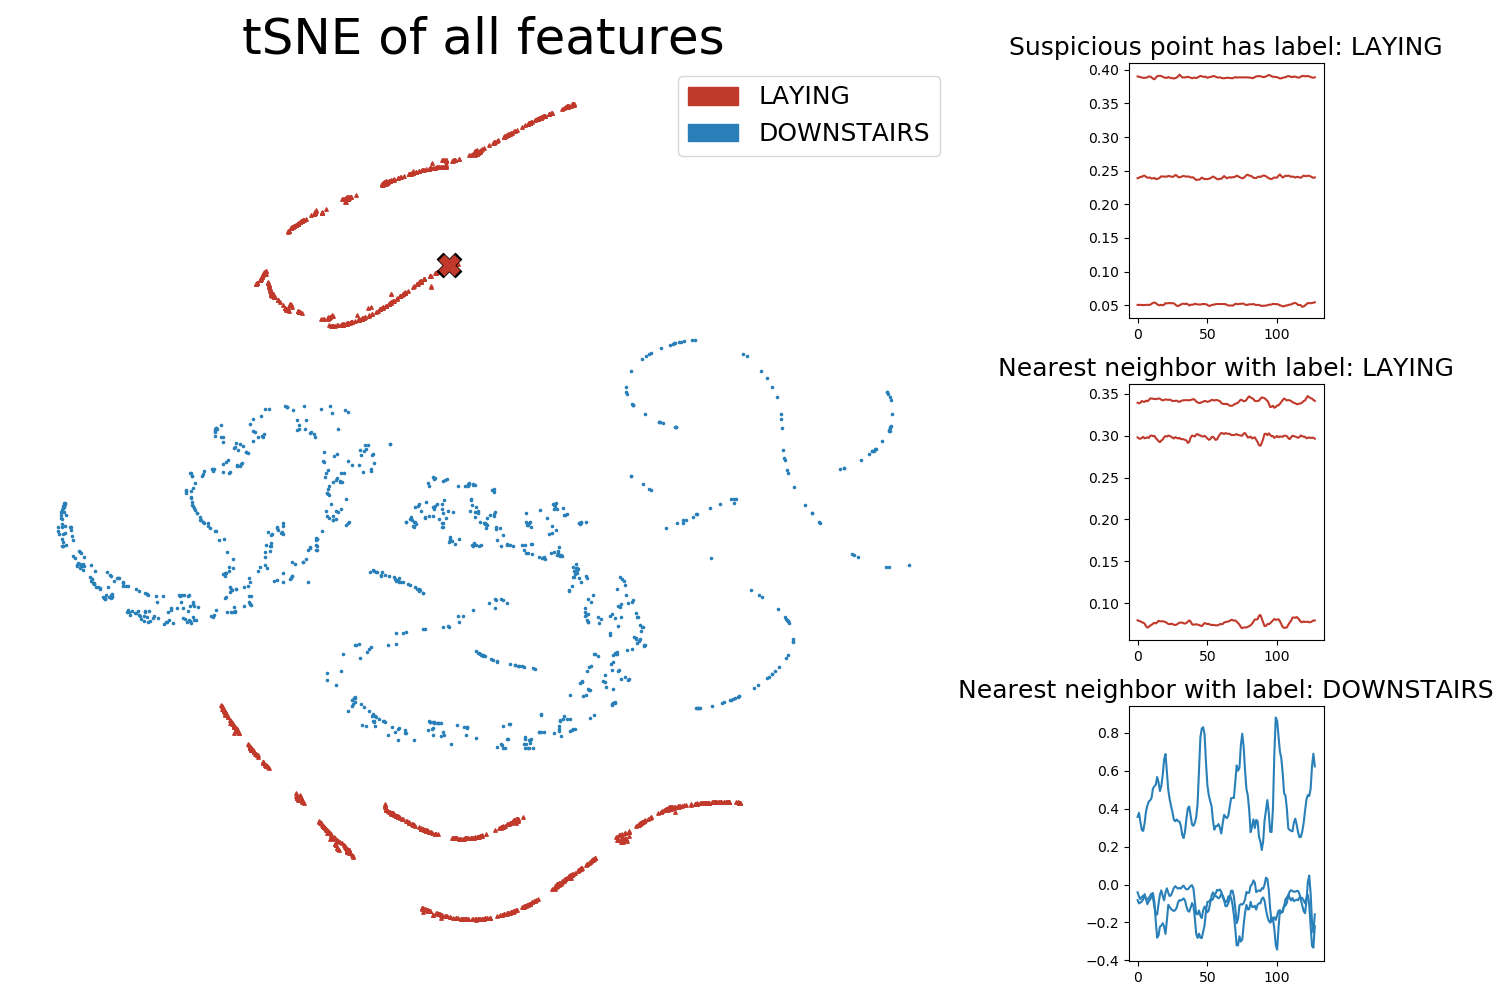 tSNE of all features
LAYING
DOWNSTAIRS
Suspicious point has label: LAYING
0.40
0.35
0.30
0.25
0.20
0.15
0.10
0.05
0 50 100
Nearest neighbor with label: LAYING
0.35
0.30
0.25
0.20
0.15
0.10
0 50 100
Nearest neighbor with label: DOWNSTAIRS
0.8
0.6
0.4
0.2
0.0
−0.2
−0.4
0 50 100